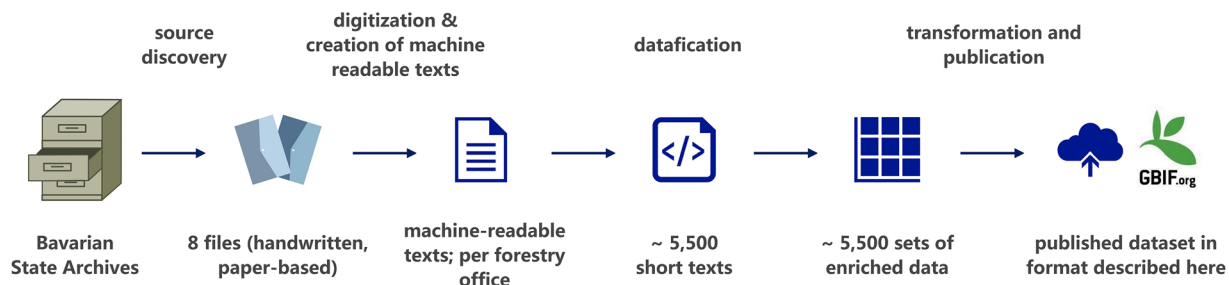 source
discovery
digitization &
creation of machine
readable texts
datafication
transformation and
publication
</>
GBIF.org
Bavarian
State Archives
8 files (handwritten,
paper-based)
machine-readable
texts; per forestry
office
~ 5,500
short texts
~ 5,500 sets of
enriched data
published dataset in
format described here